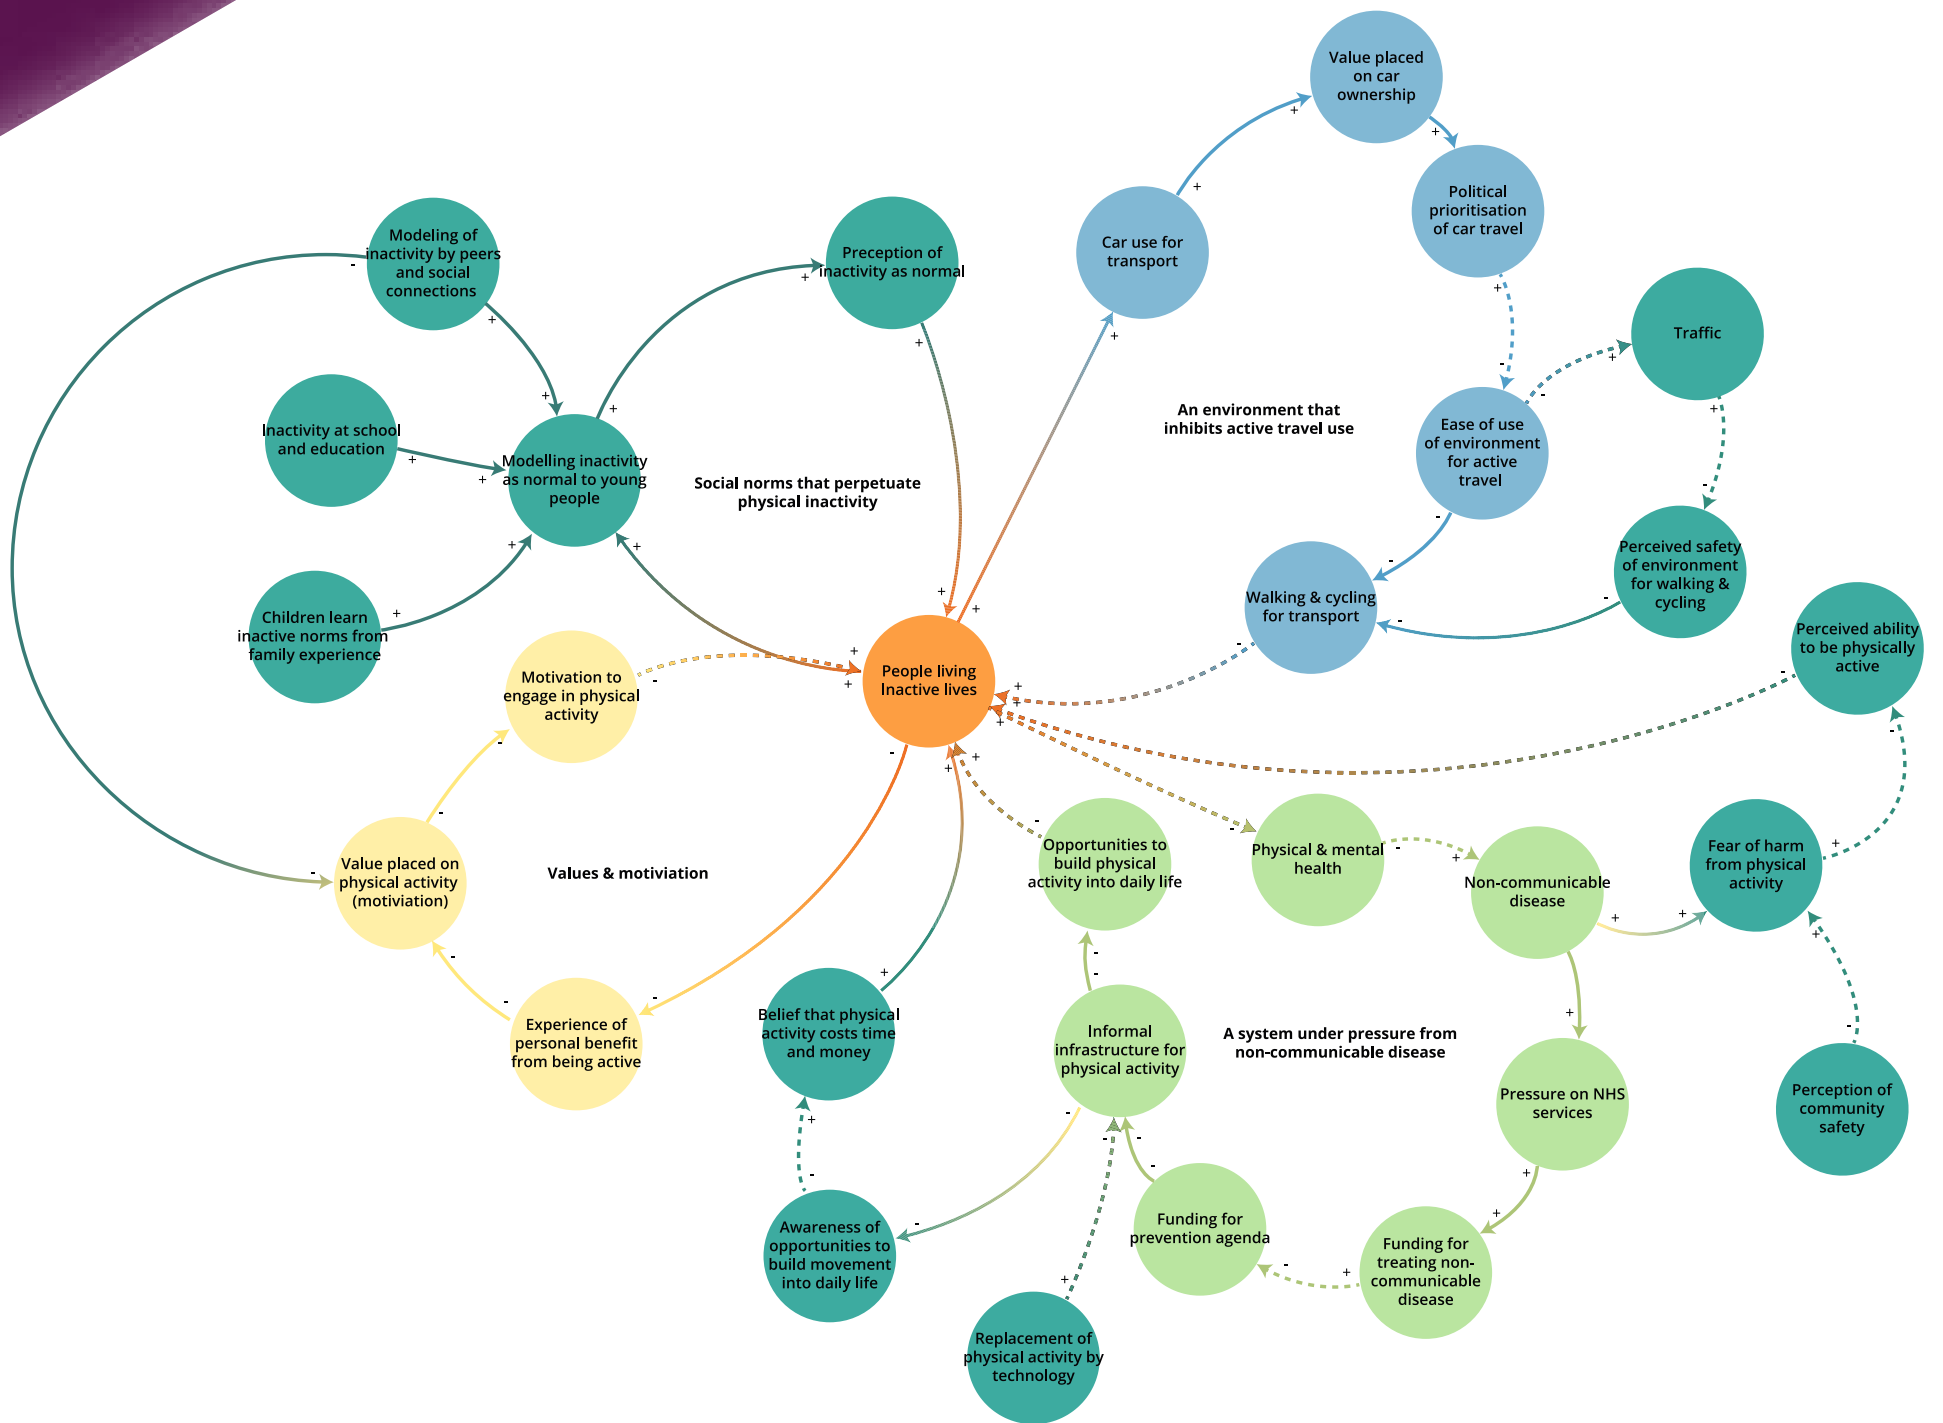 Value placed
on car
ownership
Political
prioritisation
of car travel
Car use for
transport
Modeling of
inactivity by peers
and social
connections
Preception of
inactivity as normal
Traffic
Inactivity at school
and education
Modelling inactivity
as normal to young
people
Social norms that perpetuate
physical inactivity
An environment that
inhibits active travel use
Ease of use
of environment
for active
travel
Perceived safety
of environment
for walking &
cycling
Walking & cycling
for transport
Children learn
inactive norms from
family experience
Motivation to
engage in physical
activity
People living
Inactive lives
Perceived ability
to be physically
active
Value placed on
physical activity
(motiviation)
Values & motiviation
Opportunities to
build physical
activity into daily life
Physical & mental
health
Non-communicable
disease
Fear of harm
from physical
activity
Experience of
personal benefit
from being active
Belief that physical
activity costs time
and money
Informal
infrastructure for
physical activity
A system under pressure from
non-communicable disease
Pressure on NHS
services
Perception of
community
safety
Awareness of
opportunities to
build movement
into daily life
Funding for
prevention agenda
Funding for
treating non-
communicable
disease
Replacement of
physical activity by
technology